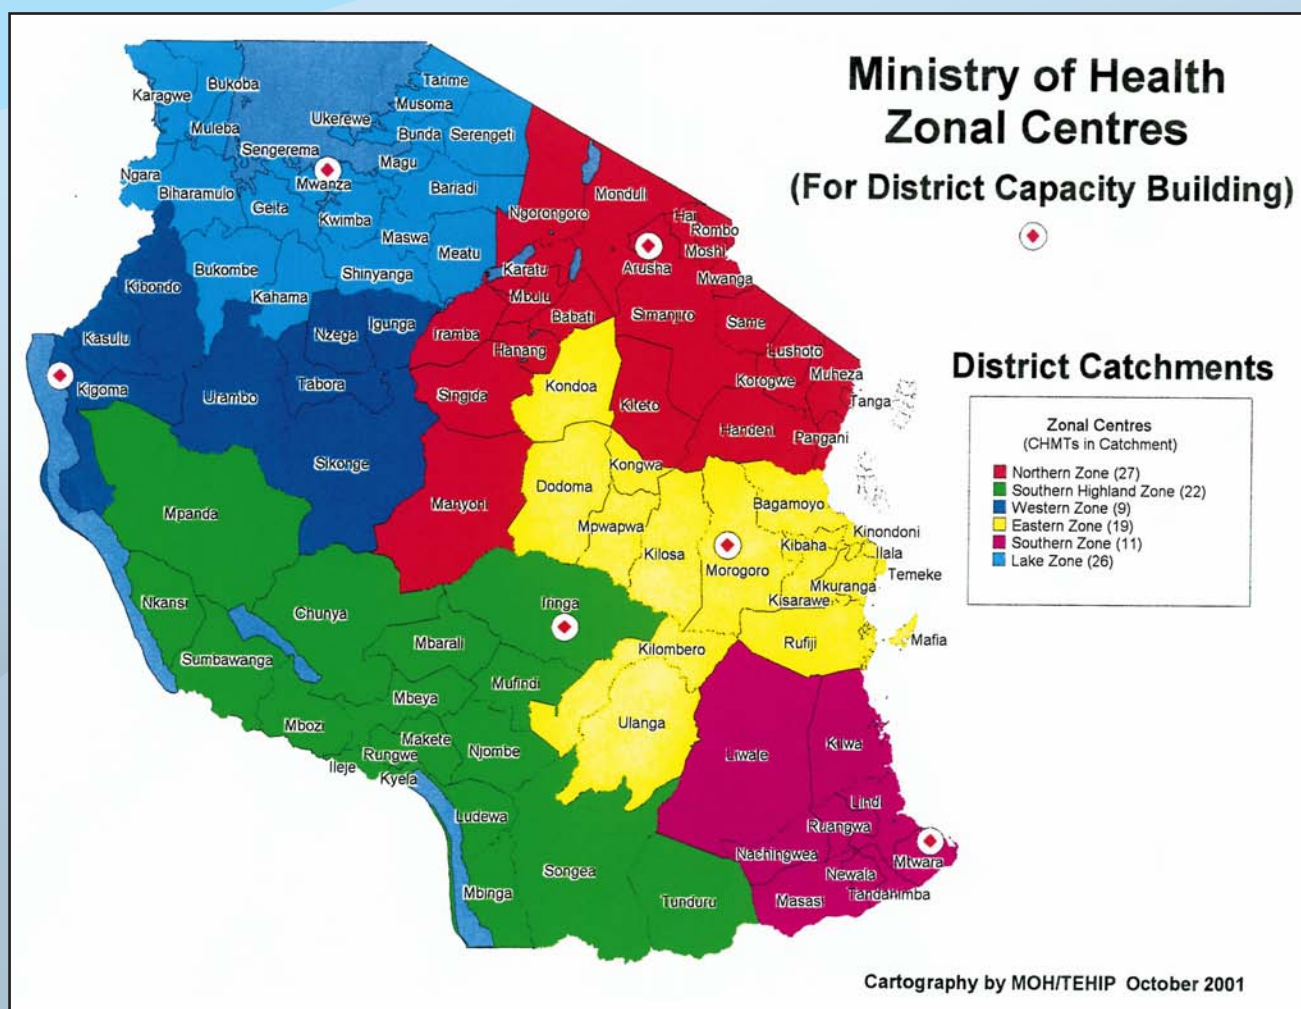 Ministry of Health
Zonal Centres
(For District Capacity Building)
District Catchments
Zonal Centres
(CHMTs in Catchment)
Northern Zone (27)
Southern Highland Zone (22)
Western Zone (9)
Eastern Zone (19)
Southern Zone (11)
Lake Zone (26)
Karagwe
Bukoba
Tarime
Musoma
Ukerewe
Muleba
Bunda
Serengeti
Sengerema
Magu
Ngara
Mwanza
Biharamulo
Bariadi
Geita
Kwimba
Maswa
Meatu
Bukombe
Shinyanga
Kahama
Monduli
Ngorongoro
Hai
Rombo
Moshi
Arusha
Karatu
Mwanga
Mbulu
Babati
Simanjiro
Same
Iramba
Hanang
Lushoto
Muheza
Korogwe
Tanga
Singida
Kiteto
Handeni
Pangani
Manyoni
Kibondo
Kasulu
Nzega
Igunga
Kigoma
Urambo
Tabora
Sikonge
Kondoa
Kongwa
Dodoma
Mpwapwa
Kilosa
Bagamoyo
Kinondoni
Kibaha
Ilala
Morogoro
Temeke
Mkuranga
Kisarawe
Rufiji
Mafia
Kilombero
Ulanga
Mpanda
Nkansi
Chunya
Iringa
Mbarali
Sumbawanga
Mufindi
Mbeya
Mbozi
Makete
Njombe
Rungwe
Ileje
Kyela
Ludewa
Songea
Mbinga
Tunduru
Liwale
Kilwa
Lindi
Ruangwa
Nachingwea
Mtwara
Newala
Tandahimba
Masasi
Cartography by MOH/TEHIP October 2001